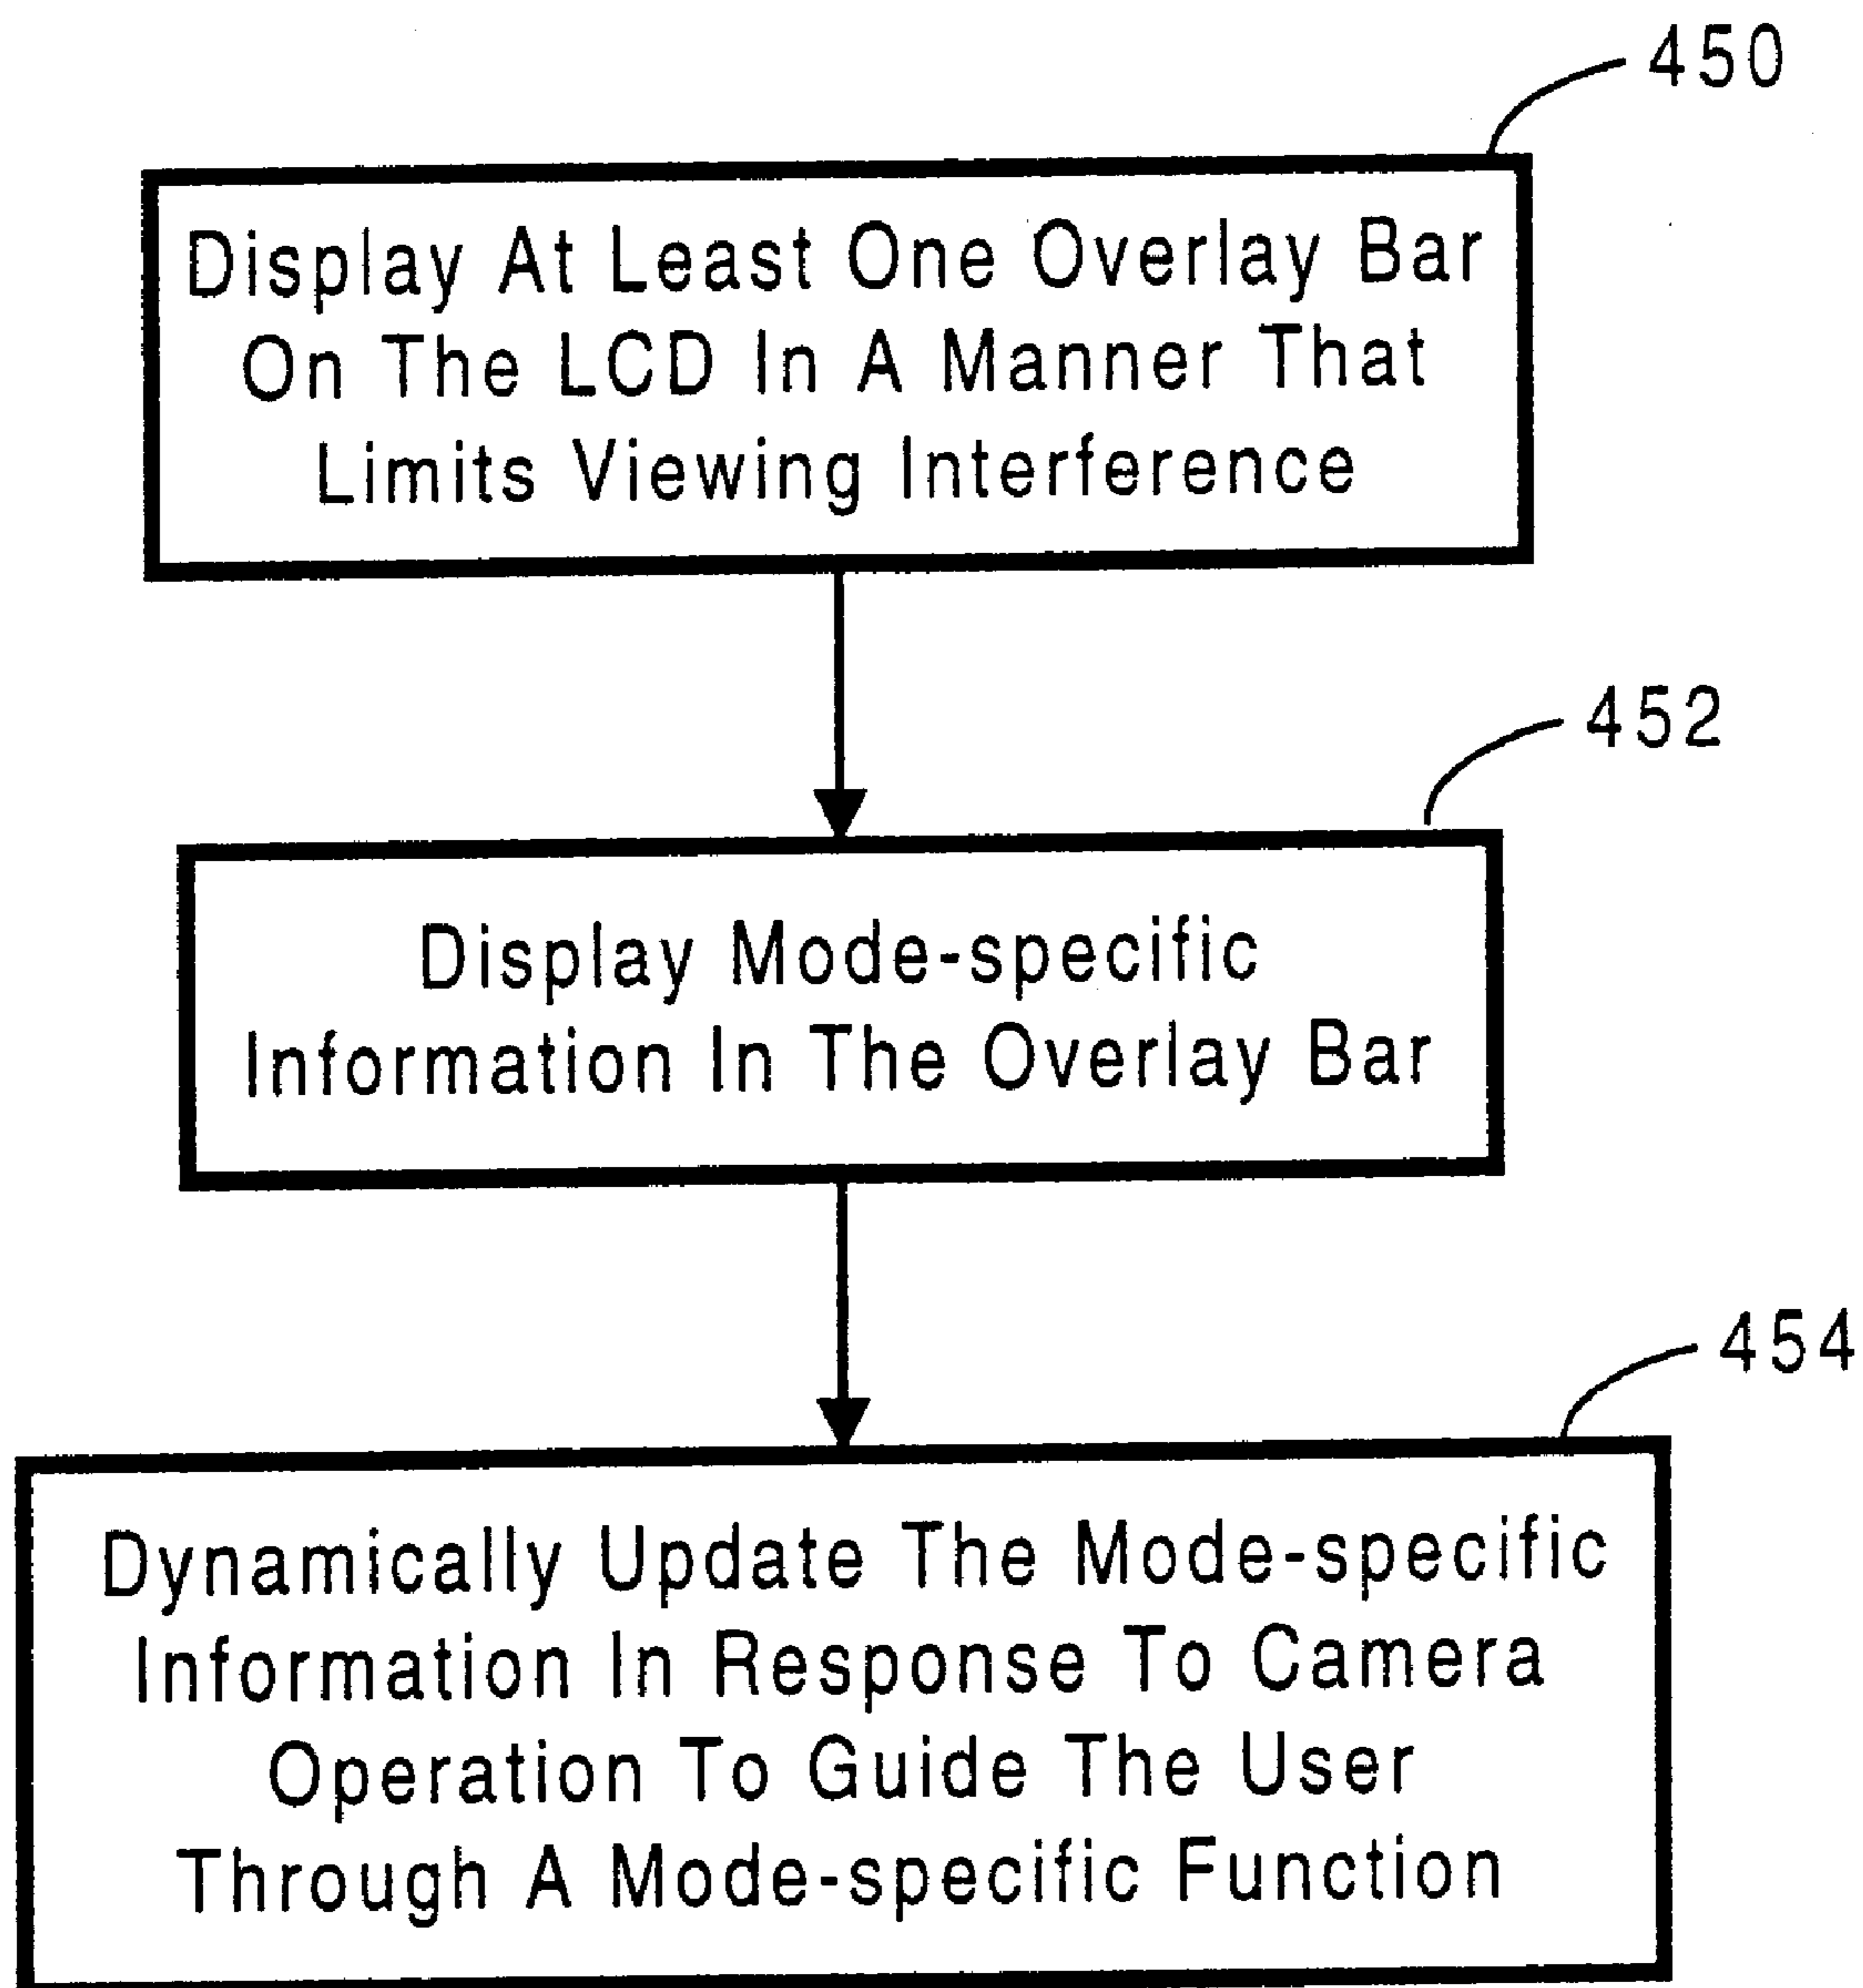 450
Display At Least One Overlay Bar
On The LCD In A Manner That
Limits Viewing Interference
452
Display Mode-specific
Information In The Overlay Bar
454
Dynamically Update The Mode-specific
Information In Response To Camera
Operation To Guide The User
Through A Mode-specific Function